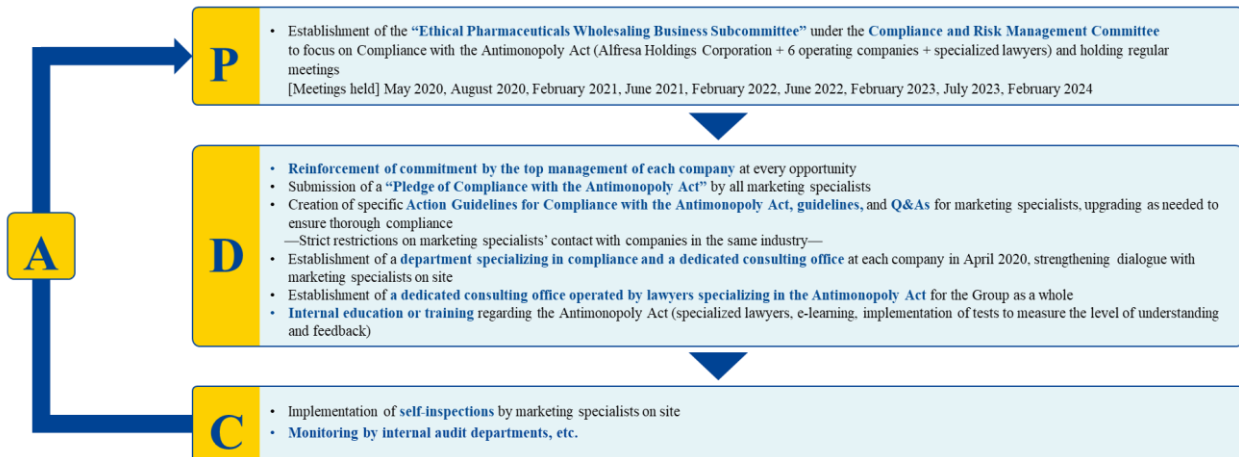 P
• Establishment of the “Ethical Pharmaceuticals Wholesaling Business Subcommittee” under the Compliance and Risk Management Committee
to focus on Compliance with the Antimonopoly Act (Alfresa Holdings Corporation + 6 operating companies + specialized lawyers) and holding regular
meetings
[Meetings held] May 2020, August 2020, February 2021, June 2021, February 2022, June 2022, February 2023, July 2023, February 2024
D
• Reinforcement of commitment by the top management of each company at every opportunity
• Submission of a “Pledge of Compliance with the Antimonopoly Act” by all marketing specialists
• Creation of specific Action Guidelines for Compliance with the Antimonopoly Act, guidelines, and Q&As for marketing specialists, upgrading as needed to
ensure thorough compliance
—Strict restrictions on marketing specialists’ contact with companies in the same industry—
• Establishment of a department specializing in compliance and a dedicated consulting office at each company in April 2020, strengthening dialogue with
marketing specialists on site
• Establishment of a dedicated consulting office operated by lawyers specializing in the Antimonopoly Act for the Group as a whole
• Internal education or training regarding the Antimonopoly Act (specialized lawyers, e-learning, implementation of tests to measure the level of understanding
and feedback)
C
• Implementation of self-inspections by marketing specialists on site
• Monitoring by internal audit departments, etc.
A